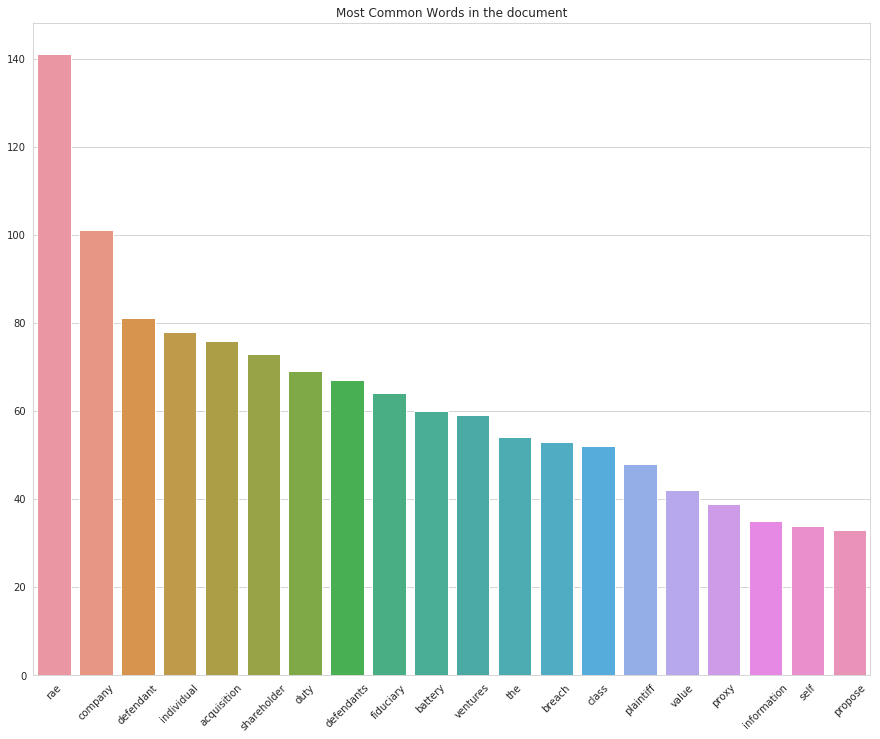 Most Common Words in the document
140
120
100
80
60
40
20
0
rae
company
defendant
individual
acquisition
shareholder
duty
defendants
fiduciary
battery
ventures
the
breach
class
plaintiff
value
proxy
information
self
propose